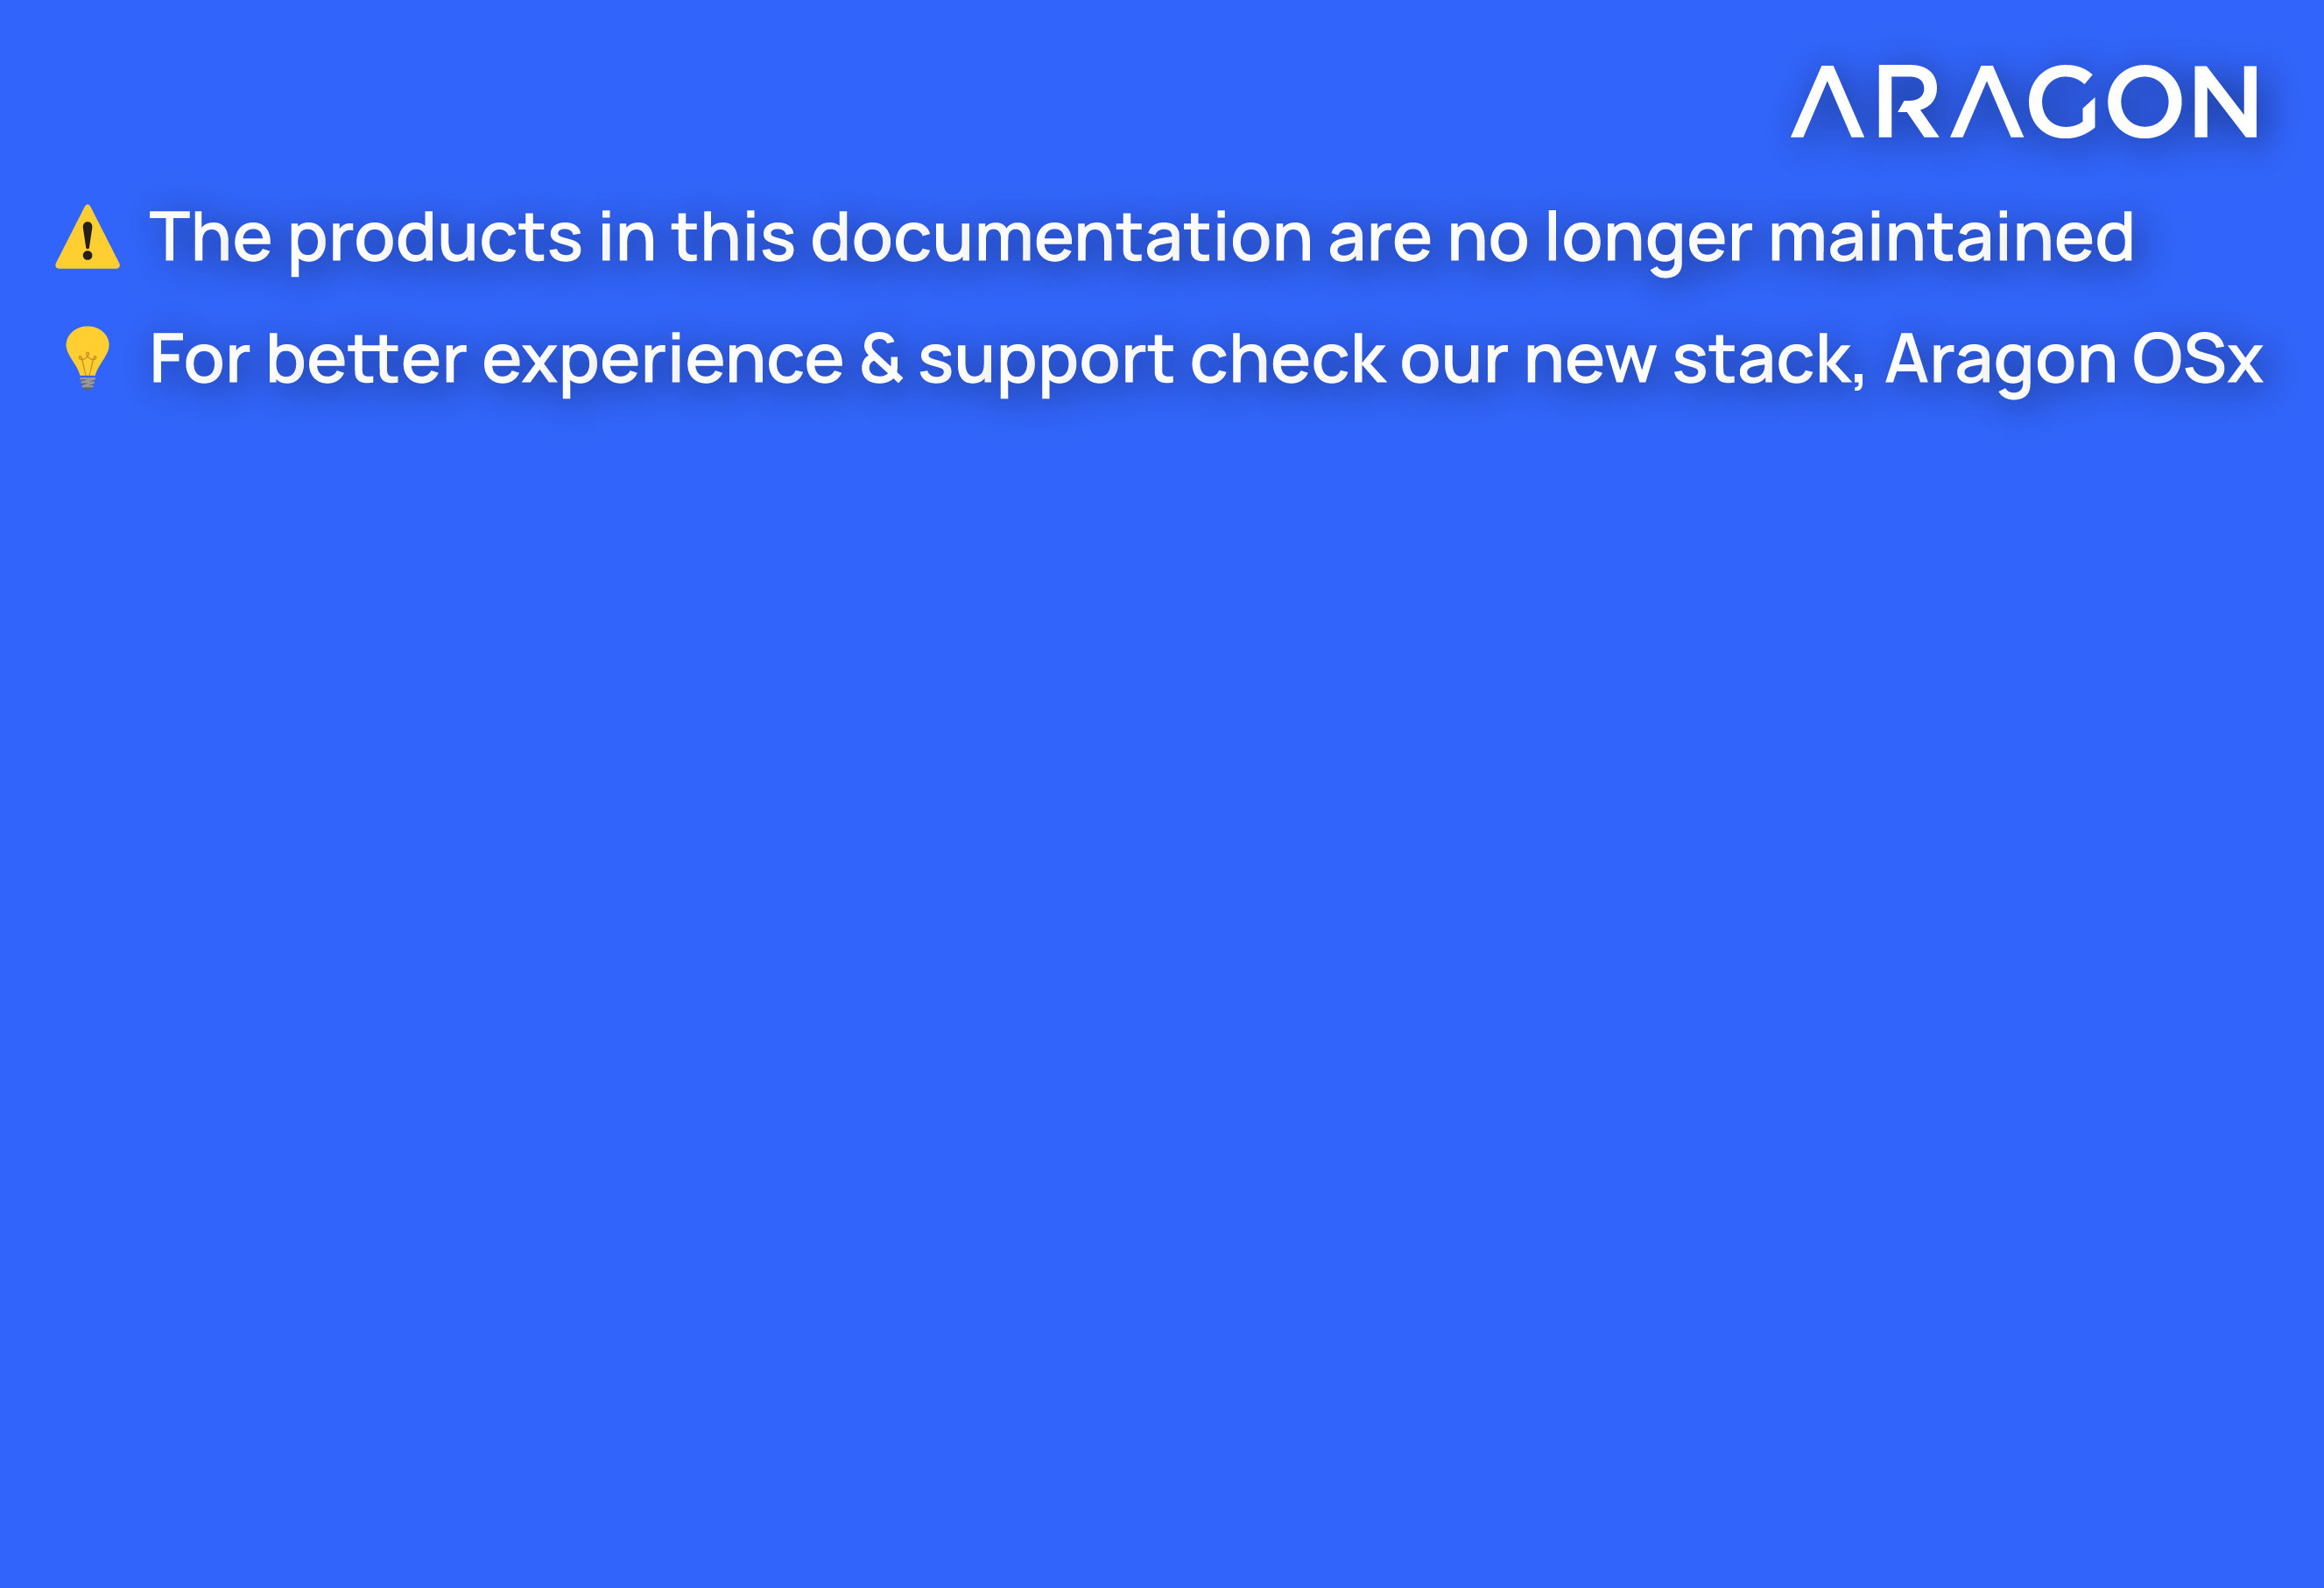 ARAGON
The products in this documentation are no longer maintained
For better experience & support check our new stack, Aragon OSx